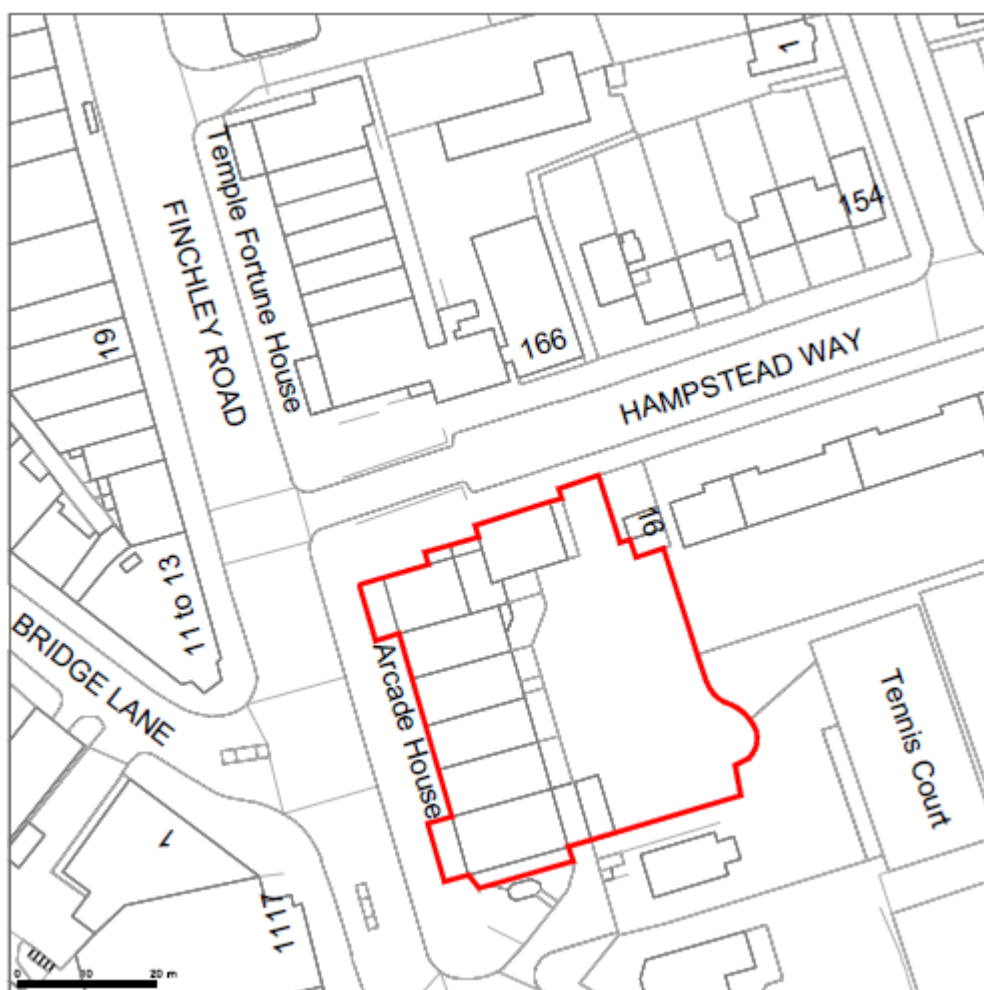 1
Temple Fortune House
154
FINCHLEY ROAD
19
166
HAMPSTEAD WAY
16
11 to 13
BRIDGE LANE
Arcade House
Tennis Court
1
1117
0 10 20 m